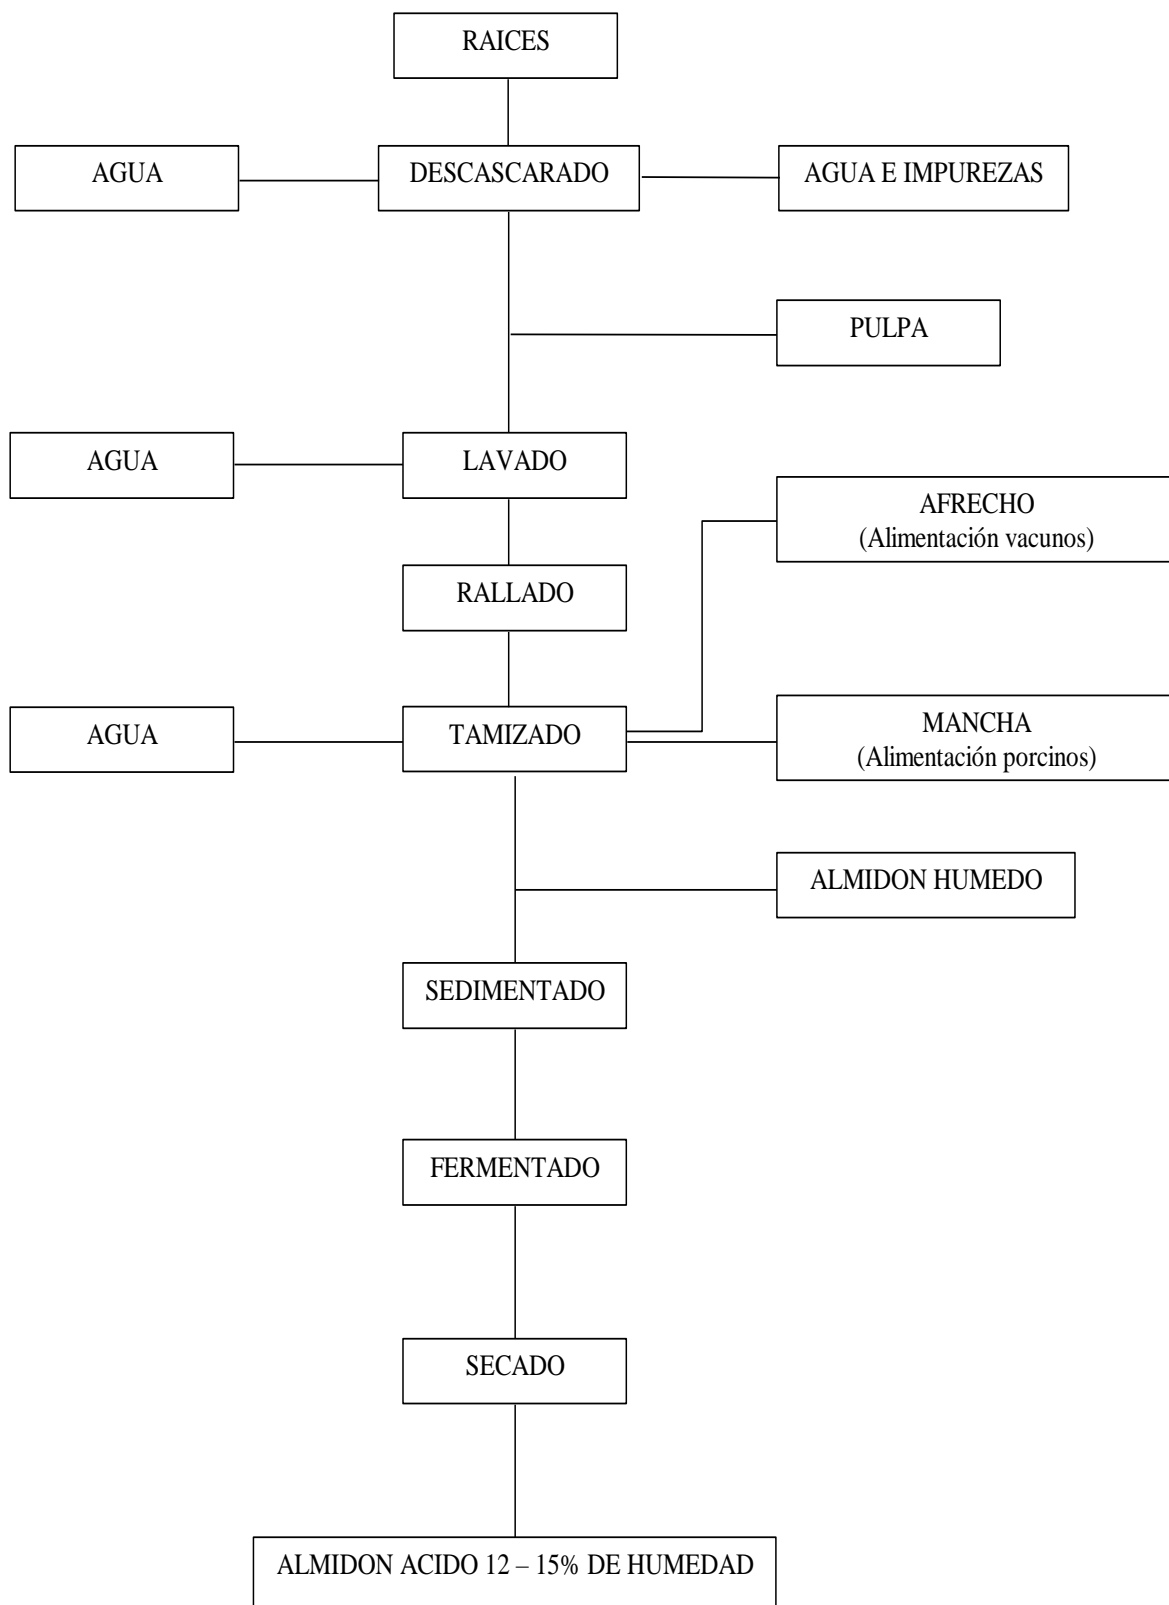 RAICES
AGUA
DESCASCARADO
AGUA E IMPUREZAS
PULPA
AGUA
LAVADO
AFRECHO
(Alimentación vacunos)
RALLADO
AGUA
TAMIZADO
MANCHA
(Alimentación porcinos)
ALMIDON HUMEDO
SEDIMENTADO
FERMENTADO
SECADO
ALMIDON ACIDO 12 – 15% DE HUMEDAD